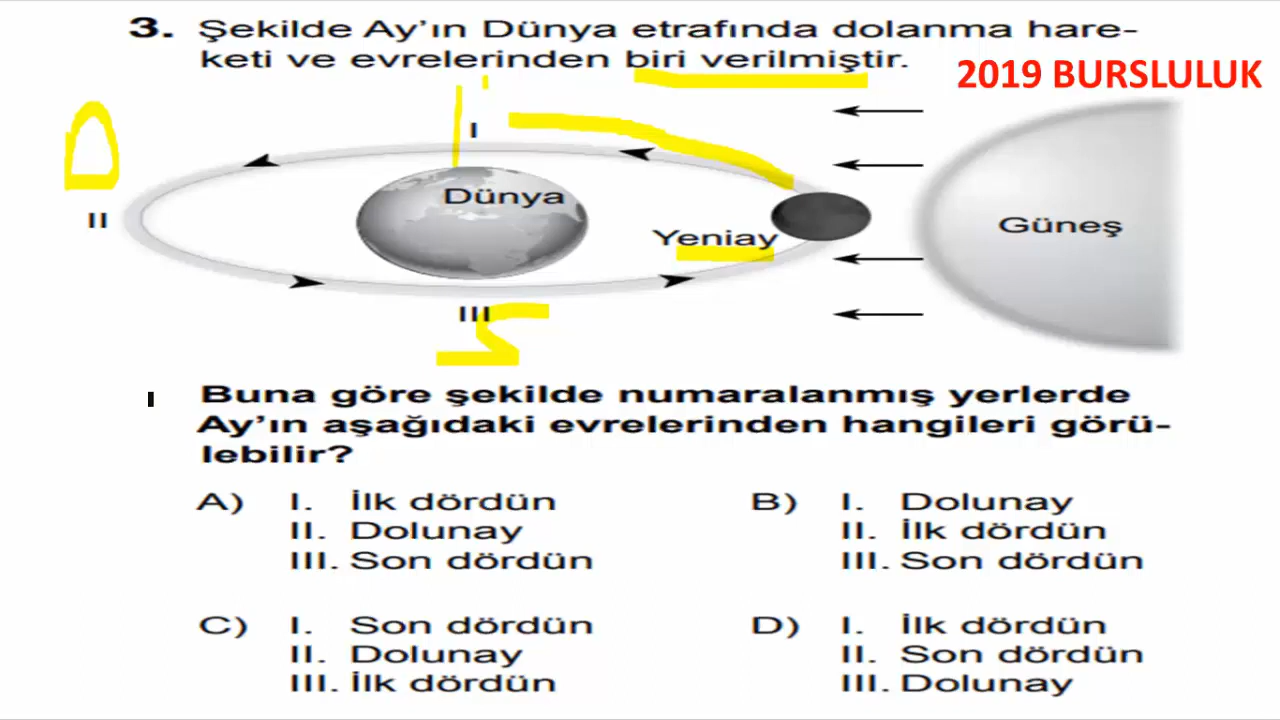 3. Şekilde Ay'ın Dünya etrafında dolanma hare-
keti ve evrelerinden biri verilmiştir.
2019 BURSLULUK
I
Dünya
II
Yeniay
Güneş
III
Buna göre şekilde numaralanmış yerlerde
Ay'ın aşağıdaki evrelerinden hangileri görü-
lebilir?
A) I. İlk dördün
II. Dolunay
III. Son dördün
B) I. Dolunay
II. İlk dördün
III. Son dördün
C) I. Son dördün
II. Dolunay
III. İlk dördün
D) I. İlk dördün
II. Son dördün
III. Dolunay